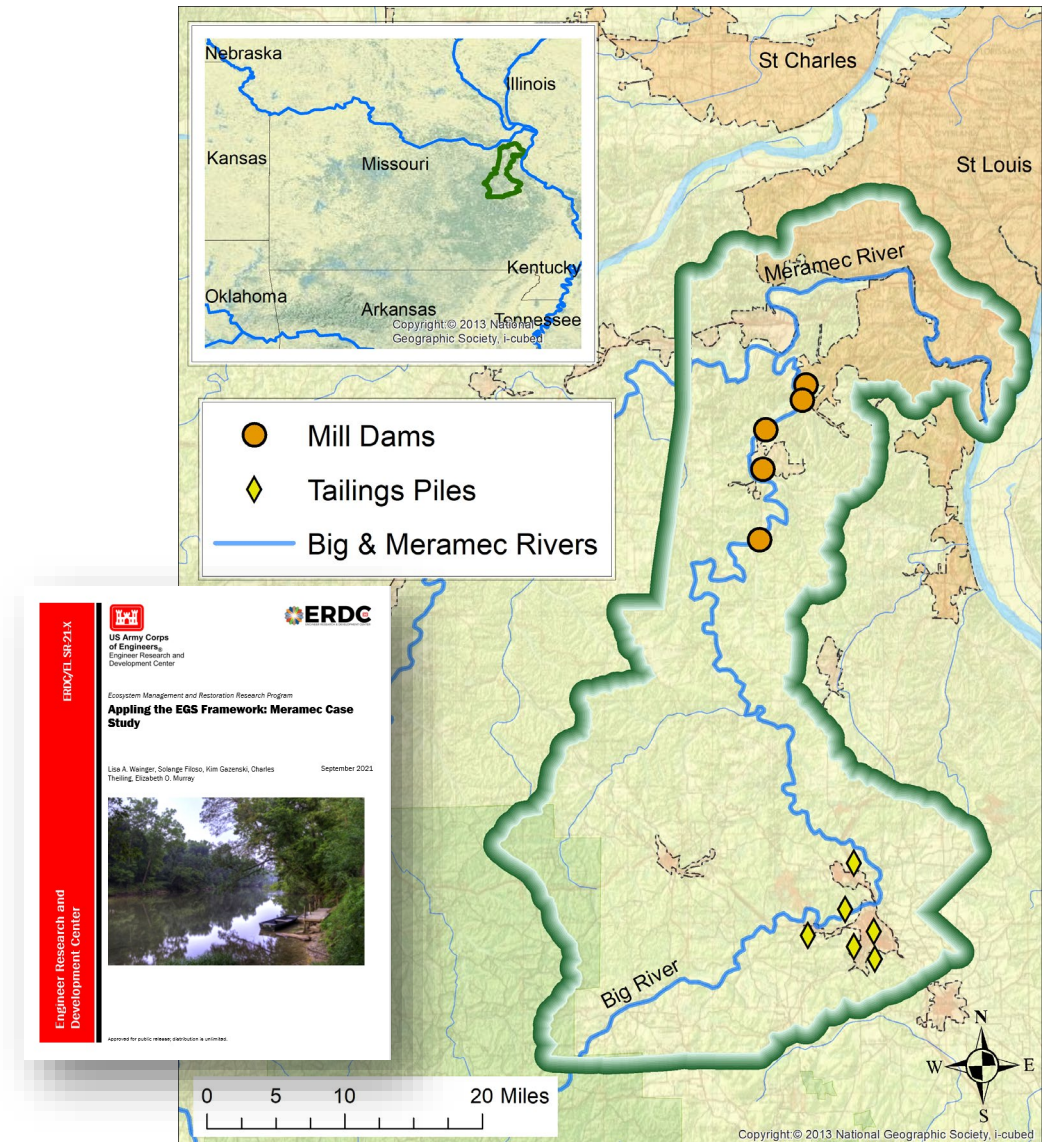 Nebraska
Illinois
Kansas
Missouri
Kentucky
Oklahoma
Arkansas
Tennessee
Copyright:© 2013 National
Geographic Society, i-cubed
St Charles
St Louis
Meramec River
Mill Dams
Tailings Piles
Big & Meramec Rivers
ERDC/EL SR-21-X
Engineer Research and
Development Center
US Army Corps
of Engineers®
Engineer Research and
Development Center
ERDC
ENGINEER RESEARCH & DEVELOPMENT CENTER
Ecosystem Management and Restoration Research Program
Appling the EGS Framework: Meramec Case
Study
Lisa A. Wainger, Solange Filoso, Kim Gazenski, Charles
Theiling, Elizabeth O. Murray
September 2021
Approved for public release; distribution is unlimited.
Big River
N
W
E
S
0 5 10 20 Miles
Copyright:© 2013 National Geographic Society, i-cubed